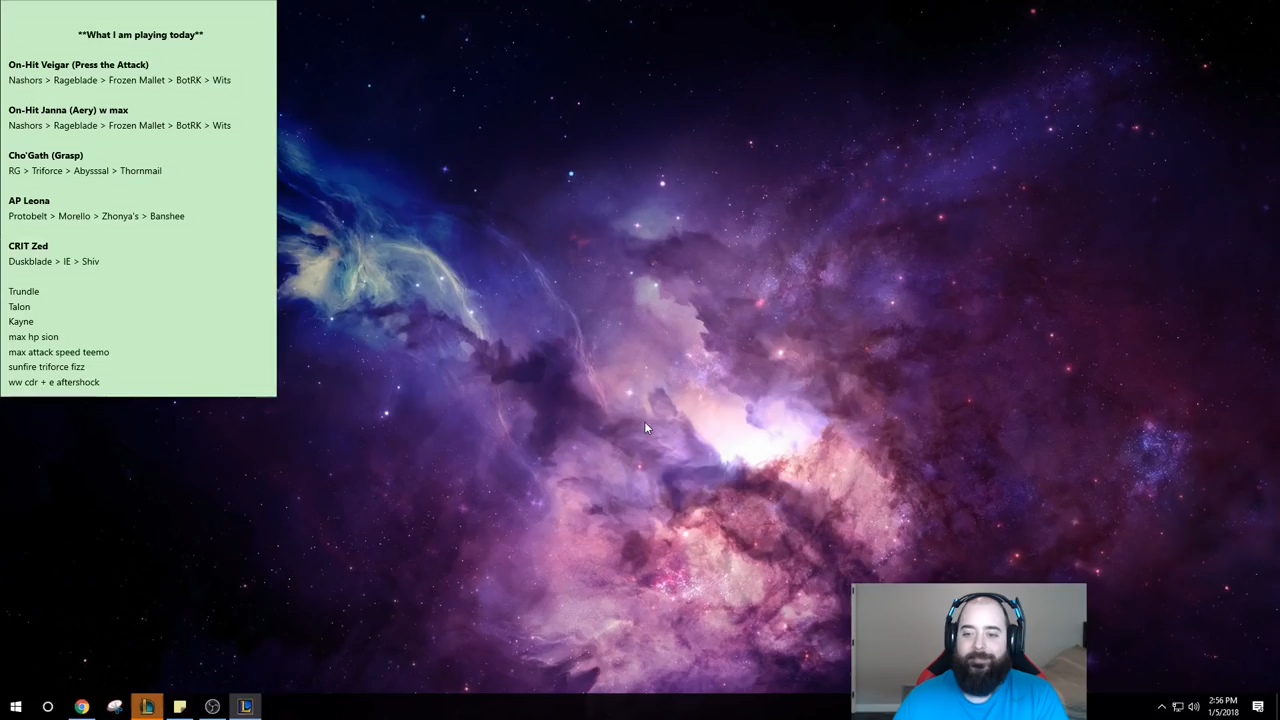 **What I am playing today**
On-Hit Veigar (Press the Attack)
Nashors > Rageblade > Frozen Mallet > BotRK > Wits
On-Hit Janna (Aery) w max
Nashors > Rageblade > Frozen Mallet > BotRK > Wits
Cho'Gath (Grasp)
RG > Triforce > Abysssal > Thornmail
AP Leona
Protobelt > Morello > Zhonya's > Banshee
CRIT Zed
Duskblade > IE > Shiv
Trundle
Talon
Kayne
max hp sion
max attack speed teemo
sunfire triforce fizz
ww cdr + e aftershock
2:56 PM
1/5/2018